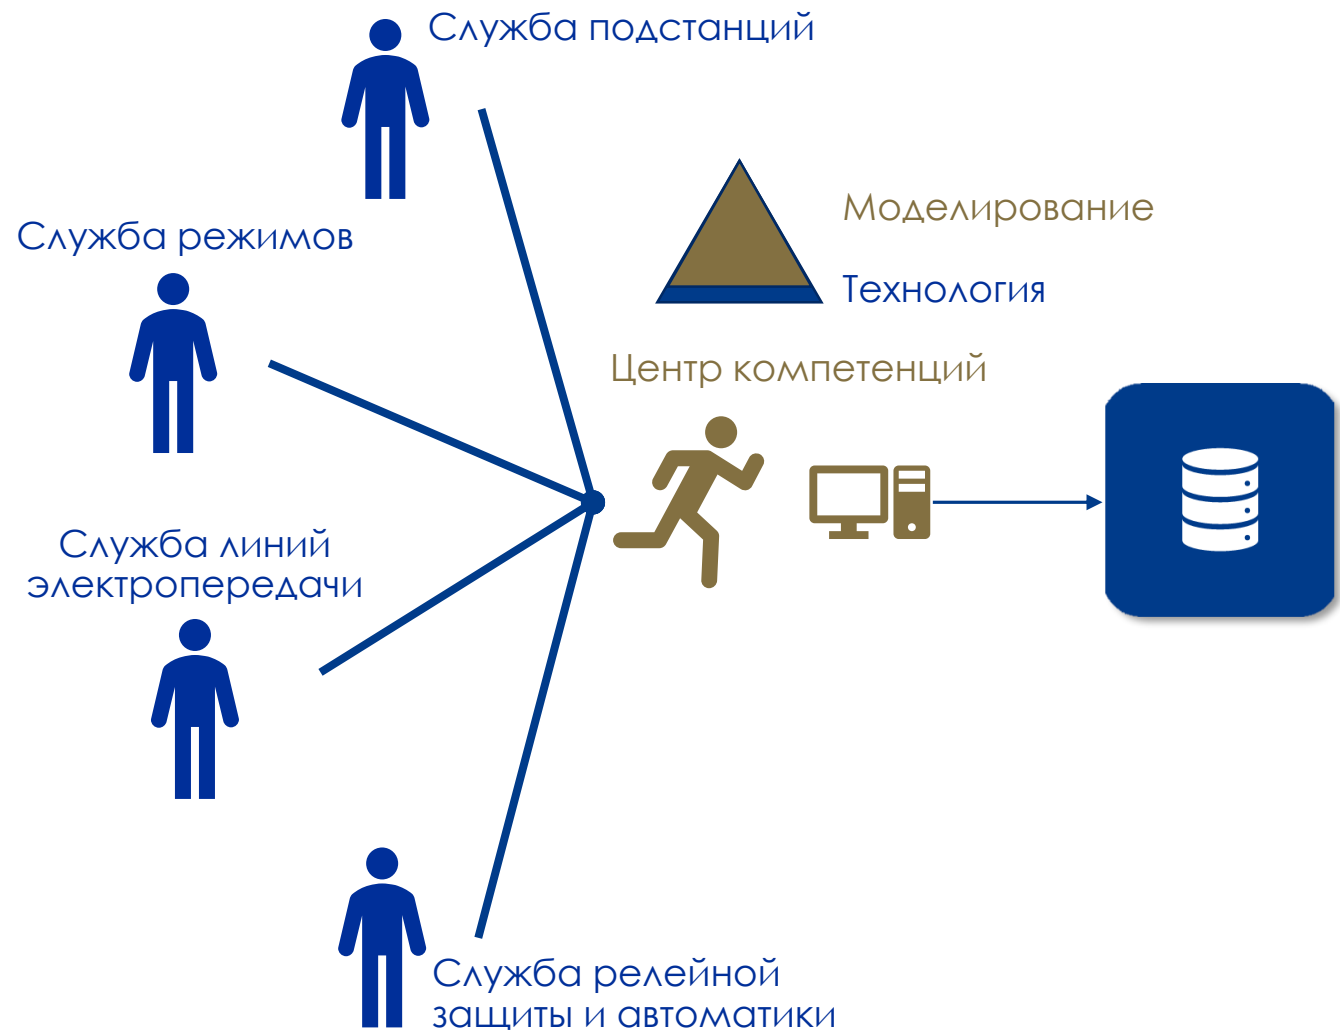 Служба подстанций
Моделирование
Служба режимов
Технология
Центр компетенций
Служба линий
электропередачи
Служба релейной
защиты и автоматики